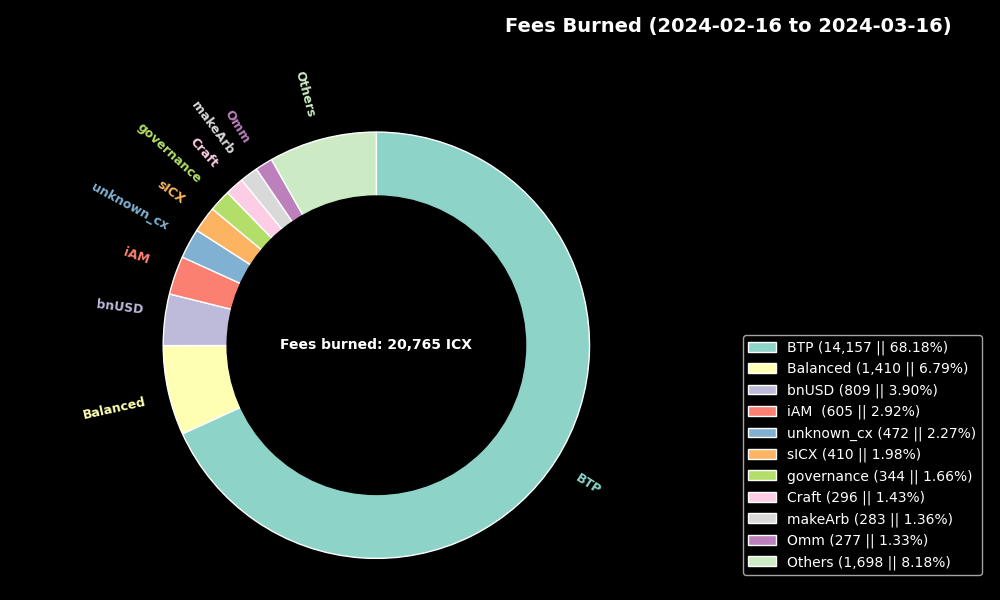 Fees Burned (2024-02-16 to 2024-03-16)
Others
Omm
makeArb
Craft
governance
sICX
unknown_cx
iAM
bnUSD
Balanced
BTP
Fees burned: 20,765 ICX
BTP (14,157 || 68.18%)
Balanced (1,410 || 6.79%)
bnUSD (809 || 3.90%)
iAM  (605 || 2.92%)
unknown_cx (472 || 2.27%)
sICX (410 || 1.98%)
governance (344 || 1.66%)
Craft (296 || 1.43%)
makeArb (283 || 1.36%)
Omm (277 || 1.33%)
Others (1,698 || 8.18%)